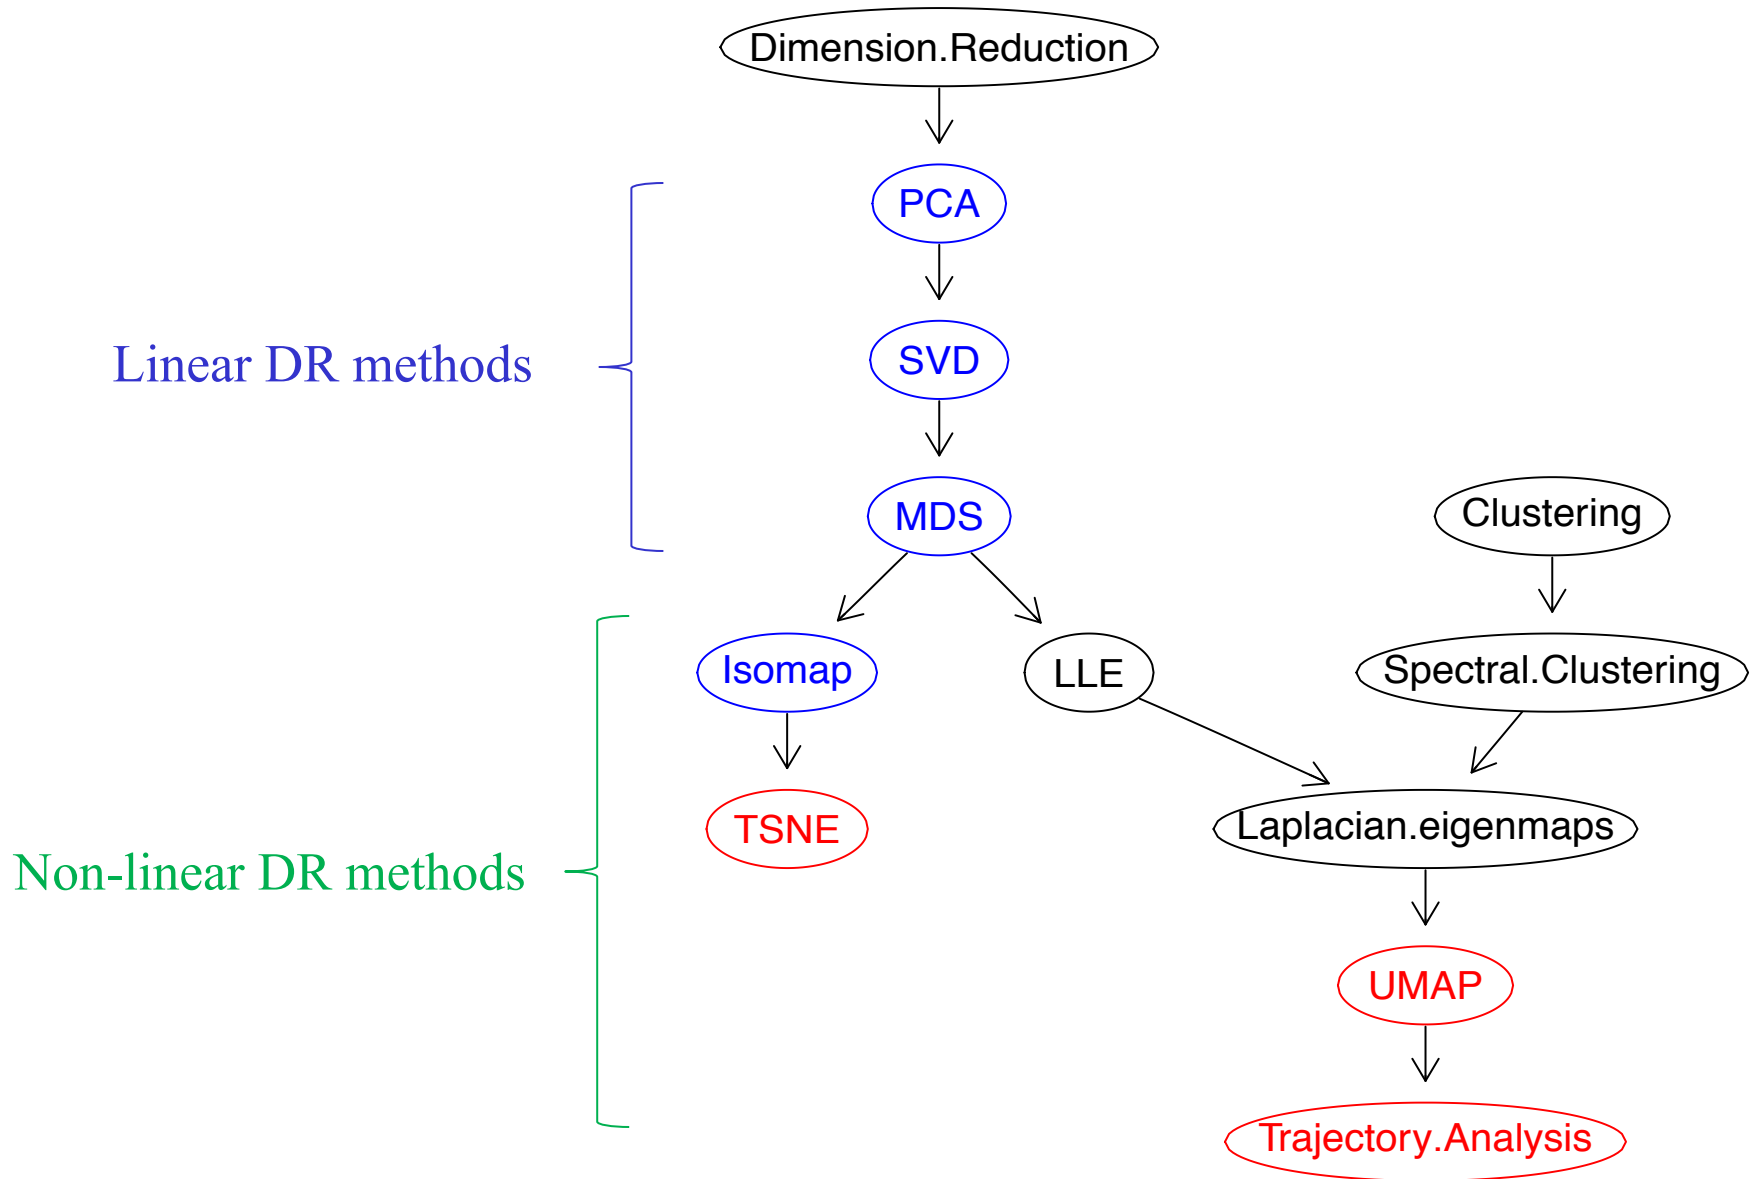 Dimension.Reduction
PCA
Linear DR methods
SVD
MDS
Clustering
Isomap
LLE
Spectral.Clustering
TSNE
Laplacian.eigenmaps
Non-linear DR methods
UMAP
Trajectory.Analysis